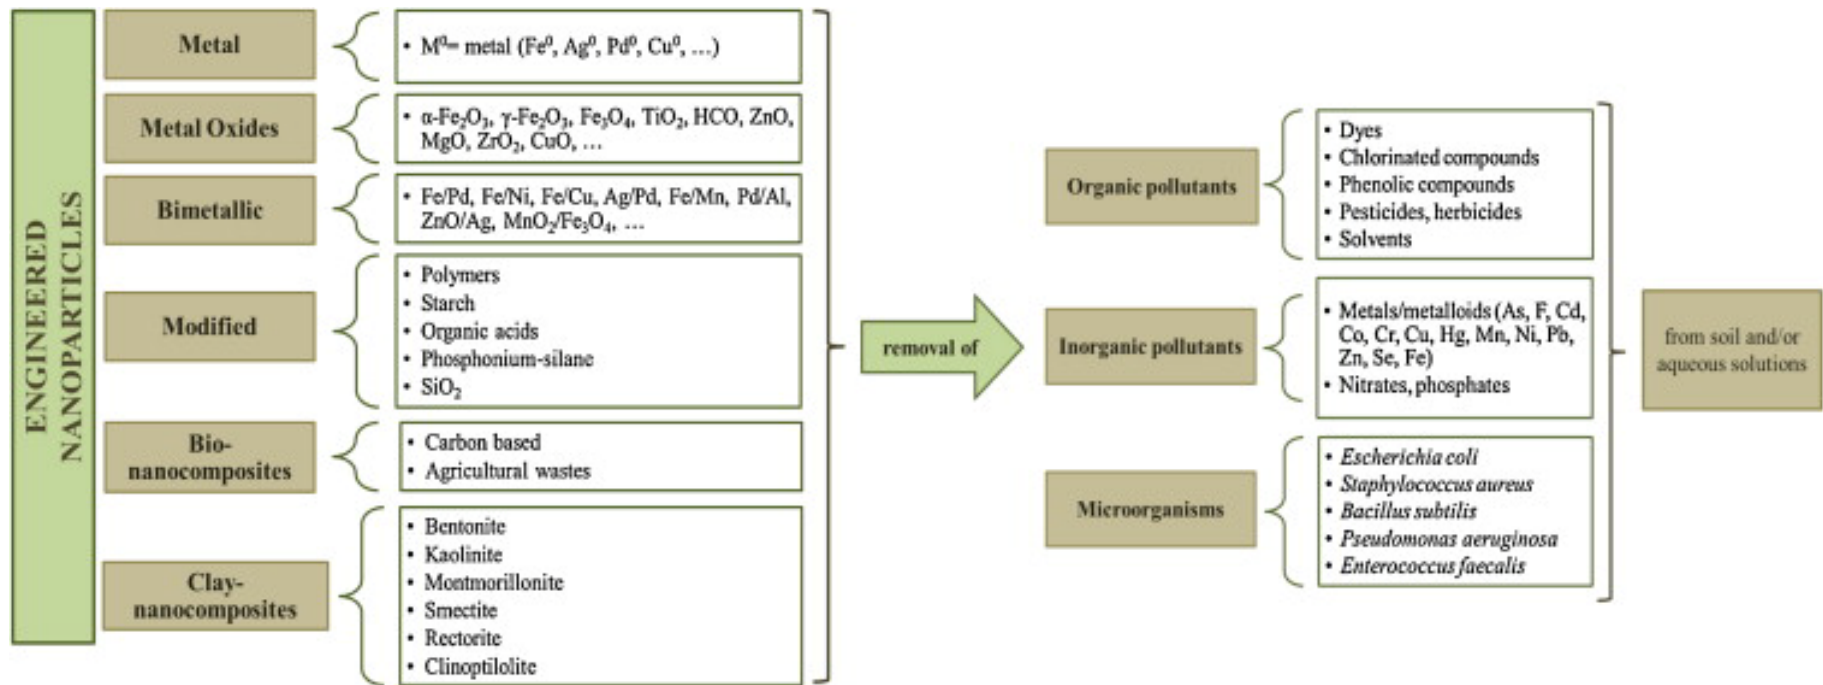 ENGINEERED
NANOPARTICLES
Metal
• M⁰= metal (Fe⁰, Ag⁰, Pd⁰, Cu⁰, …)
Metal Oxides
• α-Fe₂O₃, γ-Fe₂O₃, Fe₃O₄, TiO₂, HCO, ZnO,
MgO, ZrO₂, CuO, …
Bimetallic
• Fe/Pd, Fe/Ni, Fe/Cu, Ag/Pd, Fe/Mn, Pd/Al,
ZnO/Ag, MnO₂/Fe₃O₄, …
Modified
• Polymers
• Starch
• Organic acids
• Phosphonium-silane
• SiO₂
Bio-
nanocomposites
• Carbon based
• Agricultural wastes
Clay-
nanocomposites
• Bentonite
• Kaolinite
• Montmorillonite
• Smectite
• Rectorite
• Clinoptilolite
removal of
Organic pollutants
• Dyes
• Chlorinated compounds
• Phenolic compounds
• Pesticides, herbicides
• Solvents
Inorganic pollutants
• Metals/metalloids (As, F, Cd,
Co, Cr, Cu, Hg, Mn, Ni, Pb,
Zn, Se, Fe)
• Nitrates, phosphates
Microorganisms
• Escherichia coli
• Staphylococcus aureus
• Bacillus subtilis
• Pseudomonas aeruginosa
• Enterococcus faecalis
from soil and/or
aqueous solutions